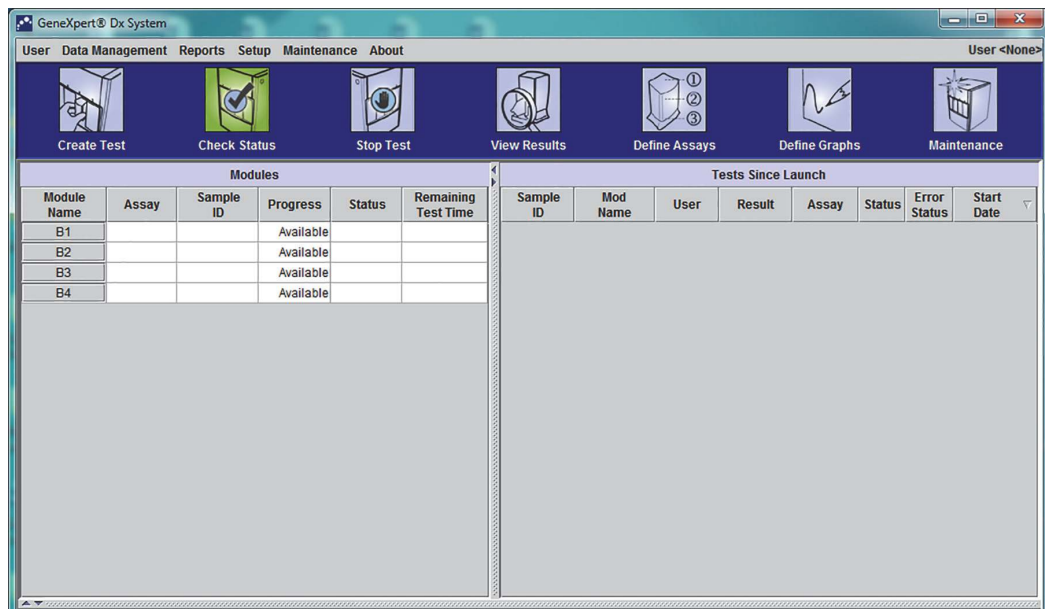 GeneXpert® Dx System
User Data Management Reports Setup Maintenance About User <None>
① ② ③
Create Test Check Status Stop Test View Results Define Assays Define Graphs Maintenance
Modules Tests Since Launch
Module Name Assay Sample ID Progress Status Remaining Test Time Sample ID Mod Name User Result Assay Status Error Status Start Date
B1 Available
B2 Available
B3 Available
B4 Available